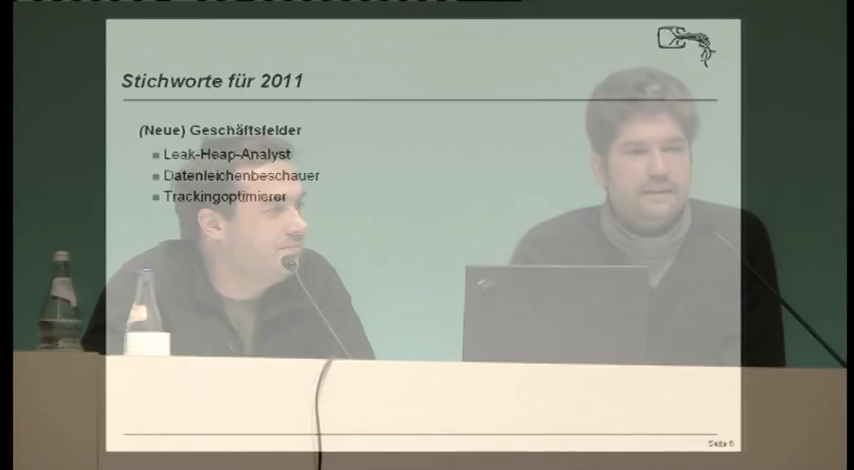 Stichworte für 2011
(Neue) Geschäftsfelder
Leak-Heap-Analyst
Datenleichenbeschauer
Trackingoptimierer